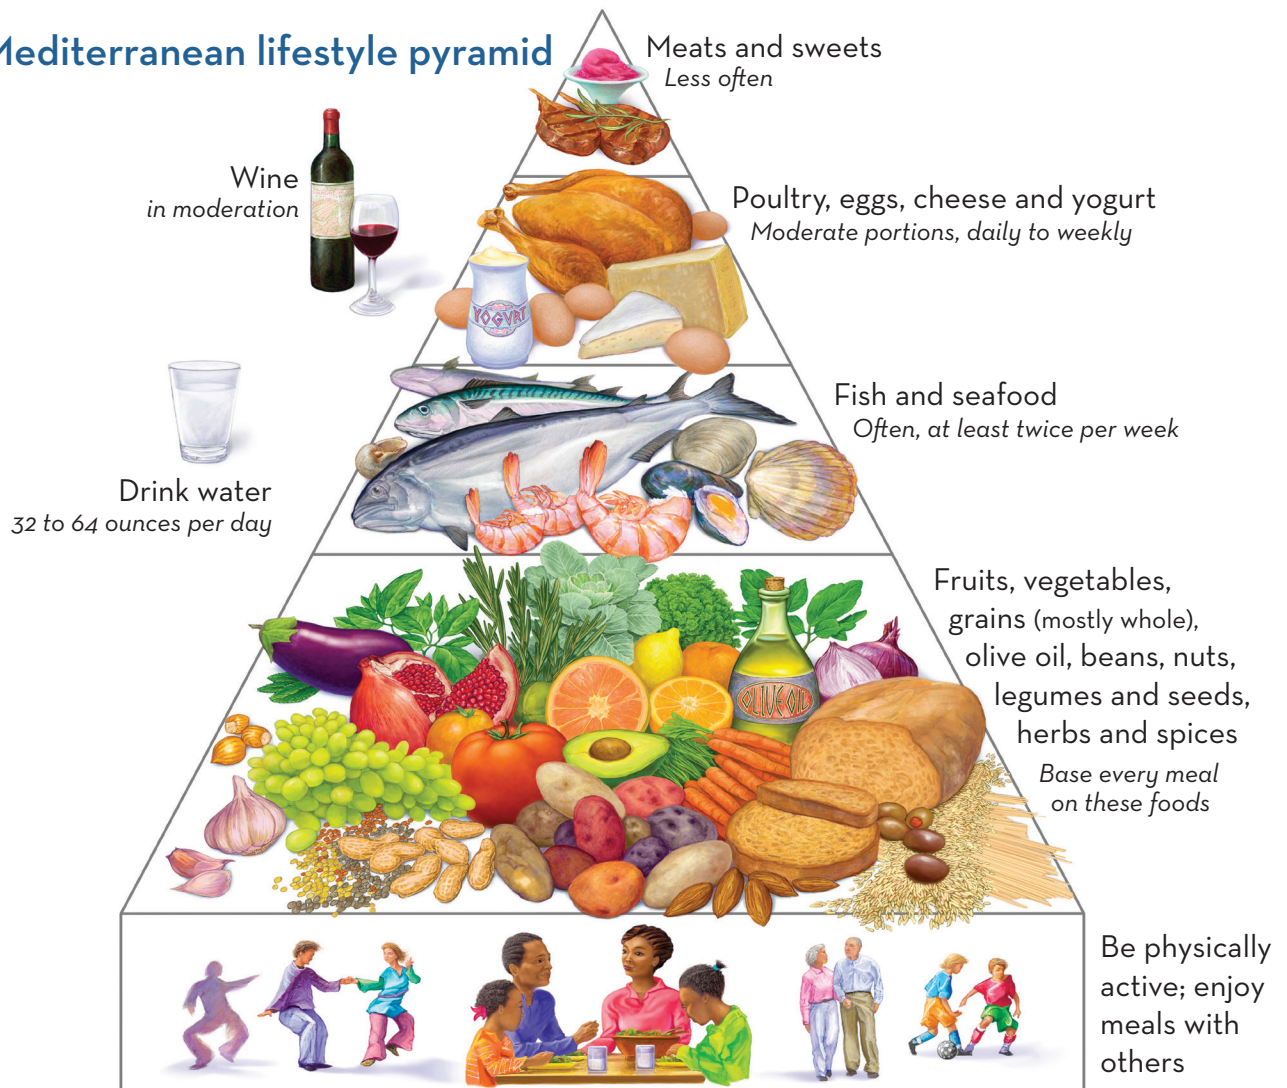 Mediterranean lifestyle pyramid
Meats and sweets
Less often
Wine
in moderation
Poultry, eggs, cheese and yogurt
Moderate portions, daily to weekly
YOGURT
Fish and seafood
Often, at least twice per week
Drink water
32 to 64 ounces per day
Fruits, vegetables,
grains (mostly whole),
olive oil, beans, nuts,
legumes and seeds,
herbs and spices
Base every meal
on these foods
OLIVE OIL
Be physically
active; enjoy
meals with
others